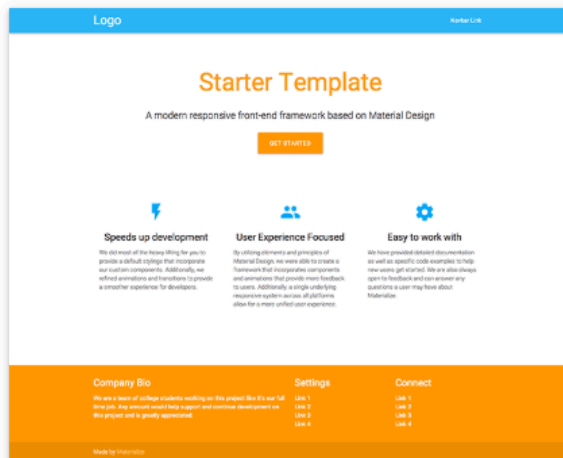 Logo
Navbar Link
Starter Template
A modern responsive front-end framework based on Material Design
GET STARTED
Speeds up development
We did most of the heavy lifting for you to
provide a default stylings that incorporate
our custom components. Additionally, we
refined animations and transitions to provide
a smoother experience for developers.
User Experience Focused
By utilizing elements and principles of
Material Design, we were able to create a
framework that incorporates components
and animations that provide more feedback
to users. Additionally, a single underlying
responsive system across all platforms
allow for a more unified user experience.
Easy to work with
We have provided detailed documentation
as well as specific code examples to help
new users get started. We are also always
open to feedback and can answer any
questions a user may have about
Materialize.
Company Bio
We are a team of college students working on this project like it's our full
time job. Any amount would help support and continue development on
this project and is greatly appreciated.
Settings
Link 1
Link 2
Link 3
Link 4
Connect
Link 1
Link 2
Link 3
Link 4
Made by Materialize